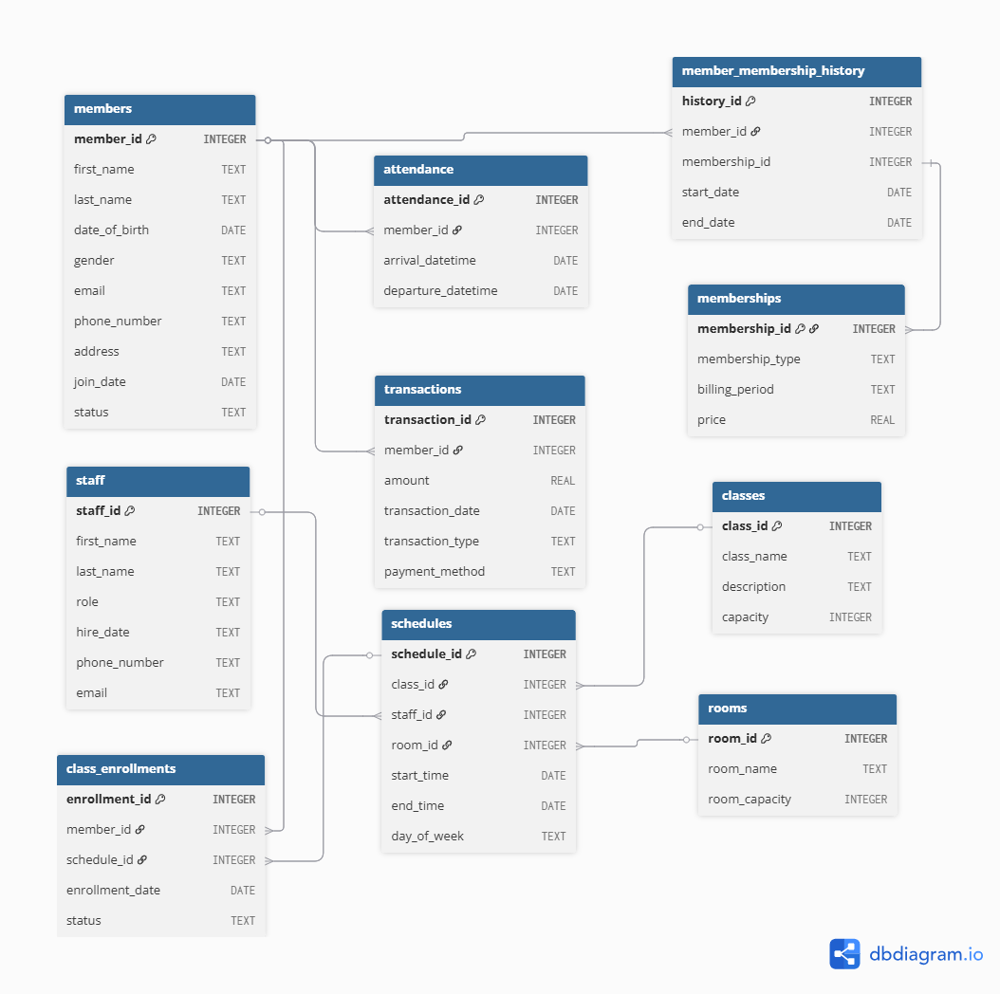 members
member_id INTEGER
first_name TEXT
last_name TEXT
date_of_birth DATE
gender TEXT
email TEXT
phone_number TEXT
address TEXT
join_date DATE
status TEXT
member_membership_history
history_id INTEGER
member_id INTEGER
membership_id INTEGER
start_date DATE
end_date DATE
attendance
attendance_id INTEGER
member_id INTEGER
arrival_datetime DATE
departure_datetime DATE
memberships
membership_id INTEGER
membership_type TEXT
billing_period TEXT
price REAL
transactions
transaction_id INTEGER
member_id INTEGER
amount REAL
transaction_date DATE
transaction_type TEXT
payment_method TEXT
staff
staff_id INTEGER
first_name TEXT
last_name TEXT
role TEXT
hire_date TEXT
phone_number TEXT
email TEXT
classes
class_id INTEGER
class_name TEXT
description TEXT
capacity INTEGER
schedules
schedule_id INTEGER
class_id INTEGER
staff_id INTEGER
room_id INTEGER
start_time DATE
end_time DATE
day_of_week TEXT
rooms
room_id INTEGER
room_name TEXT
room_capacity INTEGER
class_enrollments
enrollment_id INTEGER
member_id INTEGER
schedule_id INTEGER
enrollment_date DATE
status TEXT
dbdiagram.io